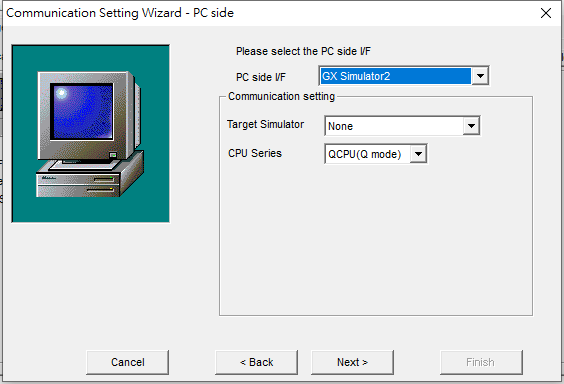 Communication Setting Wizard - PC side
Please select the PC side I/F
PC side I/F GX Simulator2
Communication setting
Target Simulator None
CPU Series QCPU(Q mode)
Cancel < Back Next > Finish